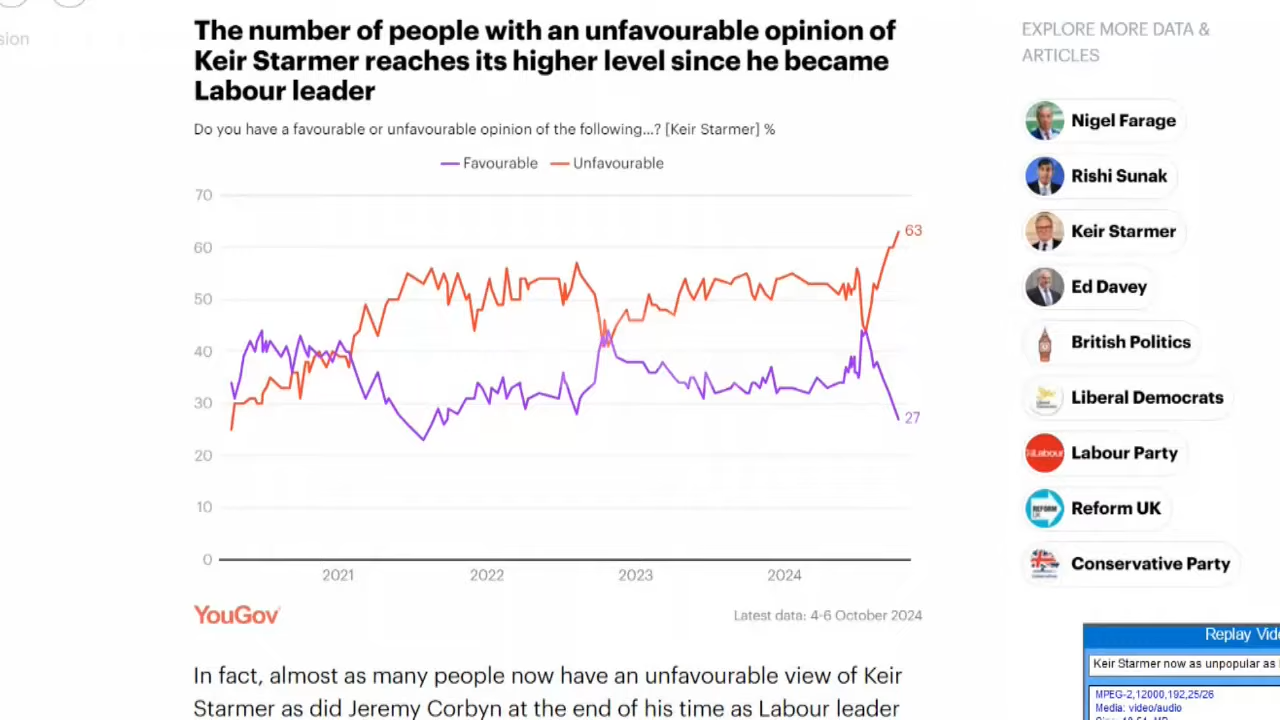 sion
The number of people with an unfavourable opinion of
Keir Starmer reaches its higher level since he became
Labour leader
Do you have a favourable or unfavourable opinion of the following...? [Keir Starmer] %
Favourable Unfavourable
70
60
50
40
30
20
10
0
63
27
2021 2022 2023 2024
YouGov
Latest data: 4-6 October 2024
In fact, almost as many people now have an unfavourable view of Keir
Starmer as did Jeremy Corbyn at the end of his time as Labour leader
EXPLORE MORE DATA &
ARTICLES
Nigel Farage
Rishi Sunak
Keir Starmer
Ed Davey
British Politics
Liberal Democrats
Labour
Labour Party
REFORM
UK
Reform UK
Conservative Party
Replay Vide
Keir Starmer now as unpopular as
MPEG-2,12000,192,25/26
Media: video/audio